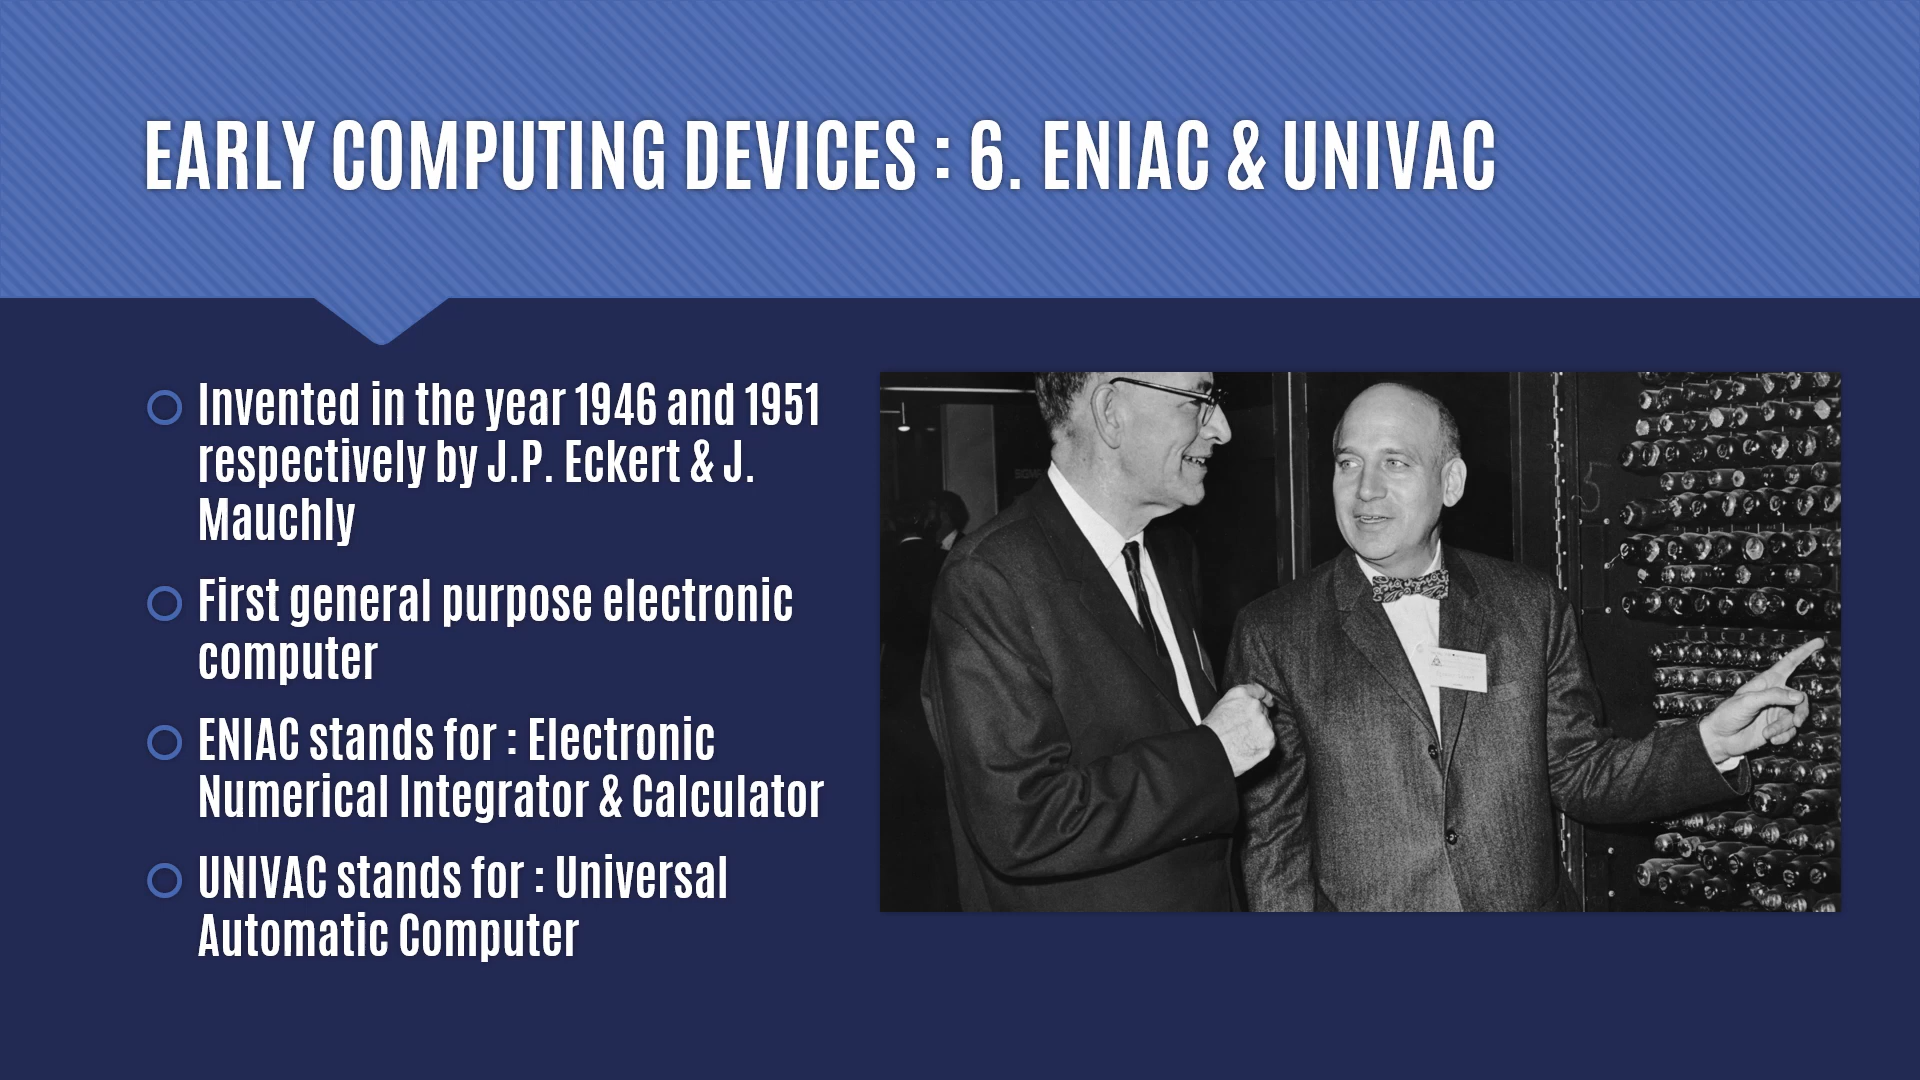 EARLY COMPUTING DEVICES : 6. ENIAC & UNIVAC
Invented in the year 1946 and 1951
respectively by J.P. Eckert & J.
Mauchly
First general purpose electronic
computer
ENIAC stands for : Electronic
Numerical Integrator & Calculator
UNIVAC stands for : Universal
Automatic Computer